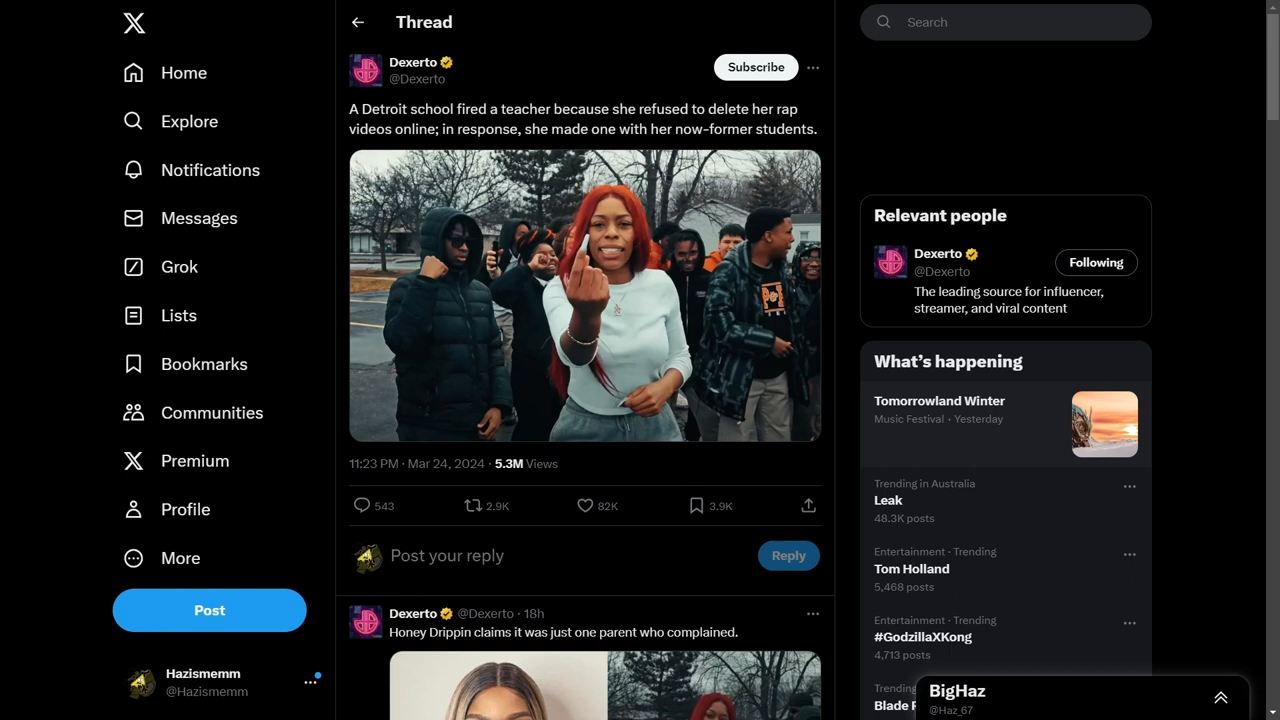 Home
Explore
Notifications
Messages
Grok
Lists
Bookmarks
Communities
Premium
Profile
More
Post
Hazismemm
@Hazismemm
Thread
Dexerto
@Dexerto
Subscribe
A Detroit school fired a teacher because she refused to delete her rap
videos online; in response, she made one with her now-former students.
11:23 PM · Mar 24, 2024 · 5.3M Views
543
2.9K
82K
3.9K
Post your reply
Reply
Dexerto @Dexerto · 18h
Honey Drippin claims it was just one parent who complained.
Search
Relevant people
Dexerto
@Dexerto
Following
The leading source for influencer,
streamer, and viral content
What's happening
Tomorrowland Winter
Music Festival · Yesterday
Trending in Australia
Leak
48.3K posts
Entertainment · Trending
Tom Holland
5,468 posts
Entertainment · Trending
#GodzillaXKong
4,713 posts
Blade
BigHaz
@Haz_67